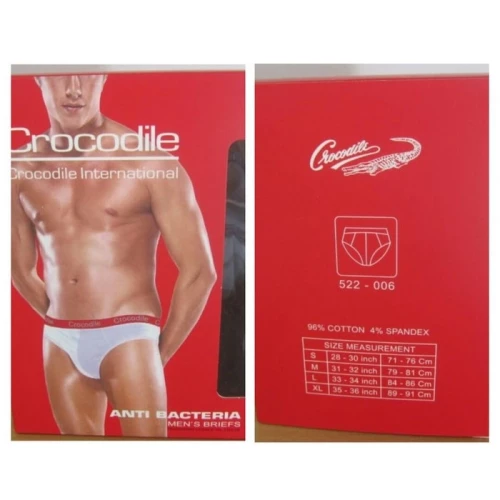 Crocodile
Crocodile International
Crocodile
ANTI BACTERIA
MEN'S BRIEFS
Crocodile
522 - 006
96% COTTON 4% SPANDEX
SIZE MEASUREMENT
S 28 - 30 inch 71 - 76 Cm
M 31 - 32 inch 79 - 81 Cm
L 33 - 34 inch 84 - 86 Cm
XL 35 - 36 inch 89 - 91 Cm